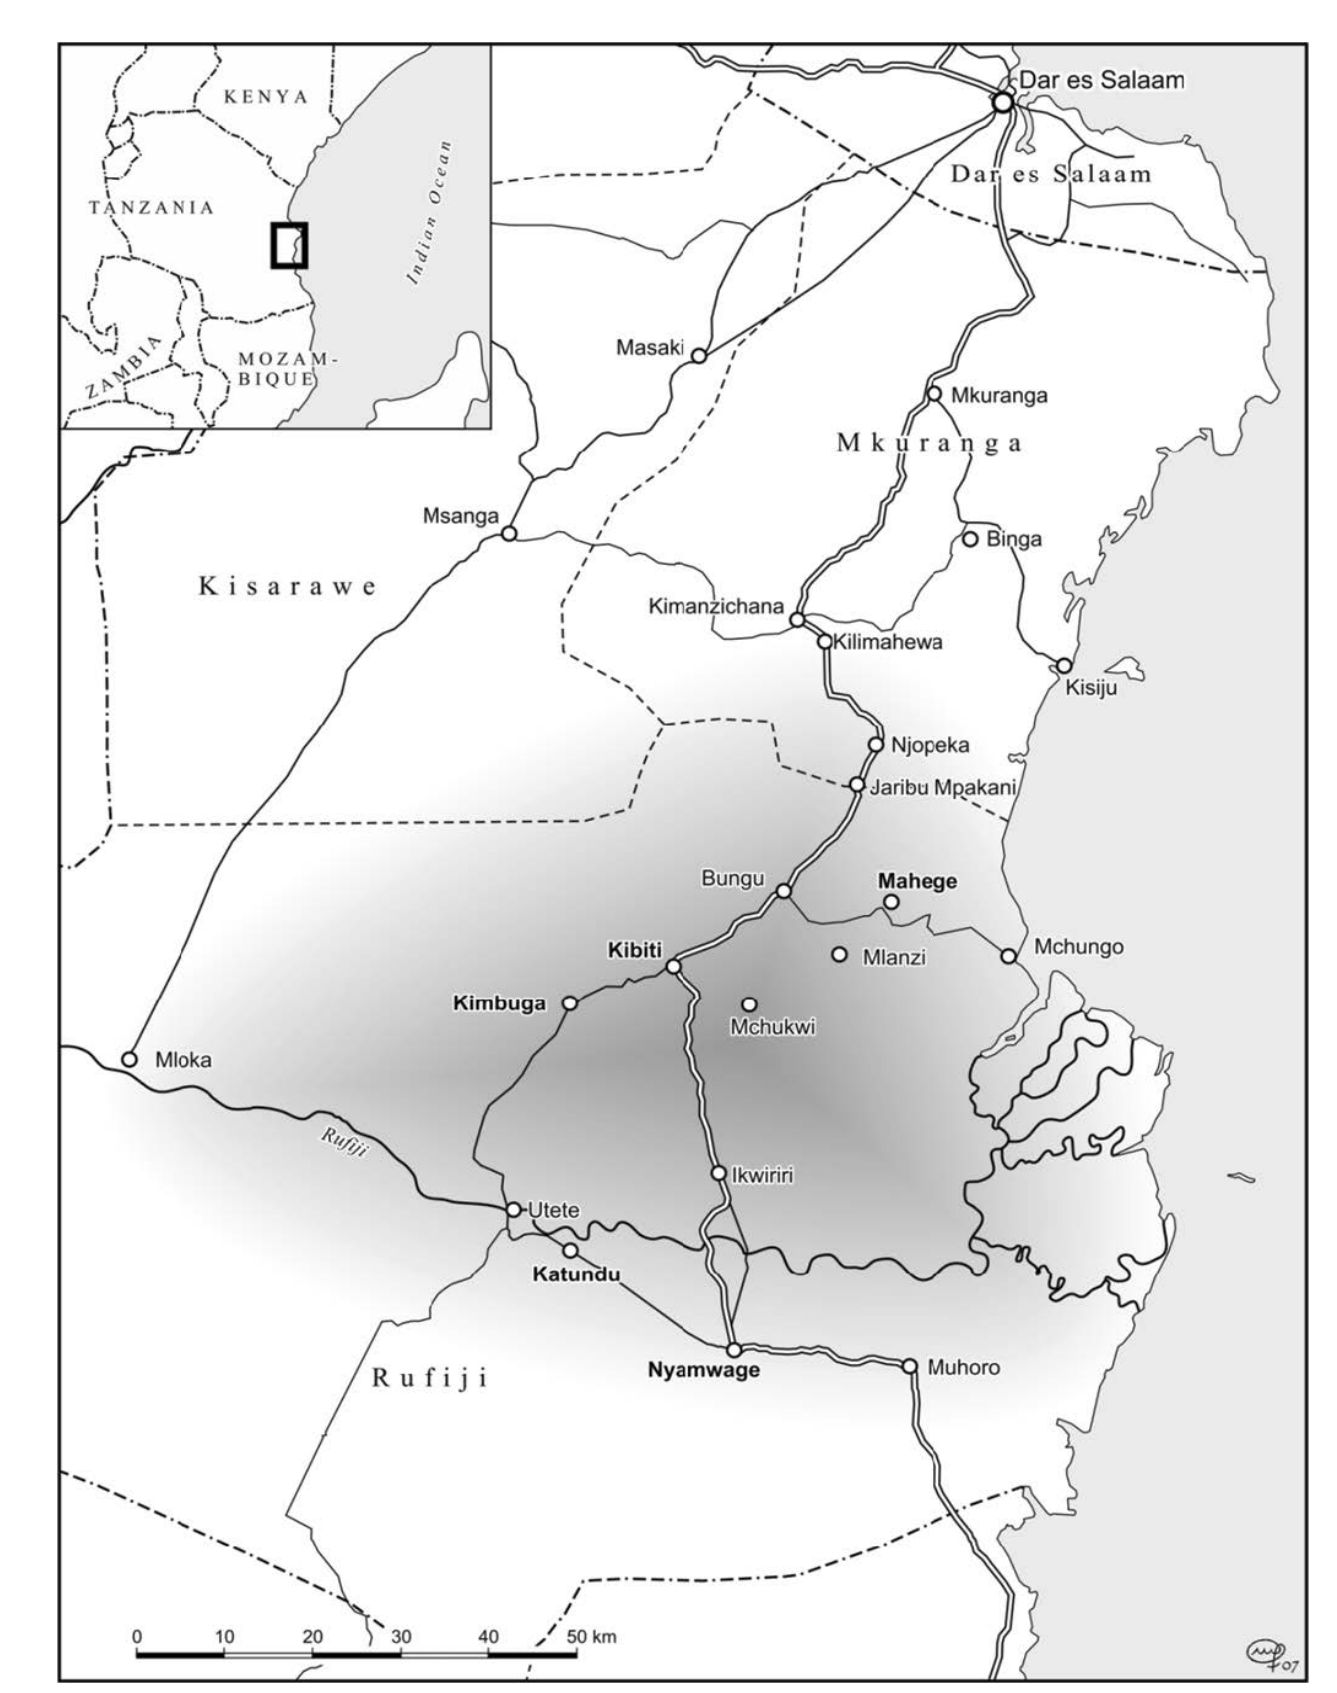 Dar es Salaam
KENYA
Indian Ocean
Dar es Salaam
TANZANIA
ZAMBIA
MOZAM-
BIQUE
Masaki
Mkuranga
Mkuranga
Msanga
Binga
Kisarawe
Kimanzichana
Kilimahewa
Kisiju
Njopeka
Jaribu Mpakani
Bungu
Mahege
Kibiti
Mlanzi
Mchungo
Kimbuga
Mchukwi
Mloka
Rufiji
Ikwiriri
Utete
Katundu
Nyamwage
Muhoro
Rufiji
0 10 20 30 40 50 km
07